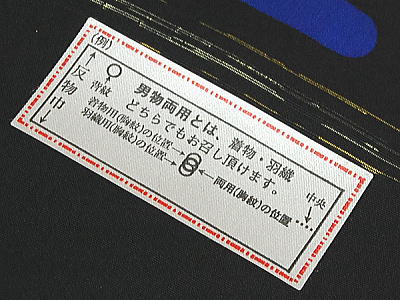 (例)
反物巾
背紋
男物両用とは、着物・羽織
どちらでもお召し頂けます。
着物用(胸紋)の位置→
羽織用(胸紋)の位置→
←両用(胸紋)の位置
中央